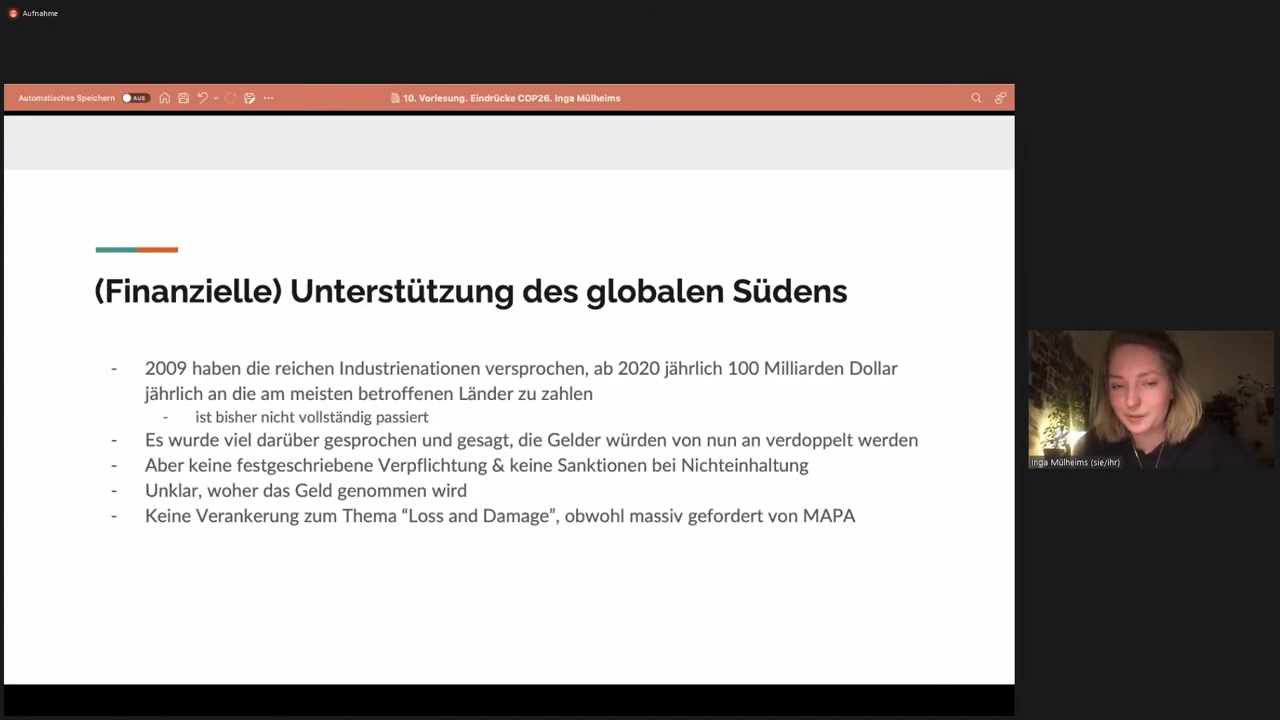 Aufnahme
Automatisches Speichern AUS
10. Vorlesung. Eindrücke COP26. Inga Mülheims
(Finanzielle) Unterstützung des globalen Südens
- 2009 haben die reichen Industrienationen versprochen, ab 2020 jährlich 100 Milliarden Dollar
jährlich an die am meisten betroffenen Länder zu zahlen
- ist bisher nicht vollständig passiert
- Es wurde viel darüber gesprochen und gesagt, die Gelder würden von nun an verdoppelt werden
- Aber keine festgeschriebene Verpflichtung & keine Sanktionen bei Nichteinhaltung
- Unklar, woher das Geld genommen wird
- Keine Verankerung zum Thema “Loss and Damage”, obwohl massiv gefordert von MAPA
Inga Mülheims (sie/ihr)